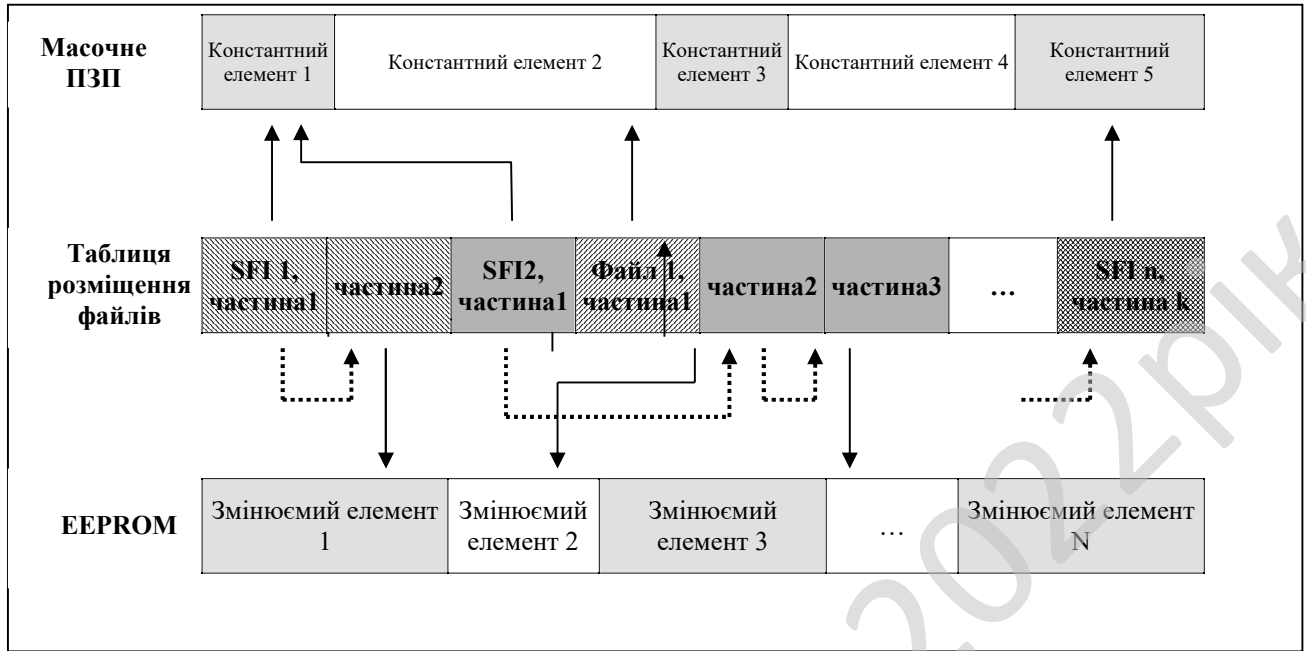 Масочне
ПЗП
Константний
елемент 1
Константний елемент 2
Константний
елемент 3
Константний елемент 4
Константний
елемент 5
Таблиця
розміщення
файлів
SFI 1,
частина1
частина2
SFI2,
частина1
Файл 1,
частина1
частина2
частина3
...
SFI n,
частина k
EEPROM
Змінюємий елемент
1
Змінюємий
елемент 2
Змінюємий
елемент 3
…
Змінюємий елемент
N
2022рік